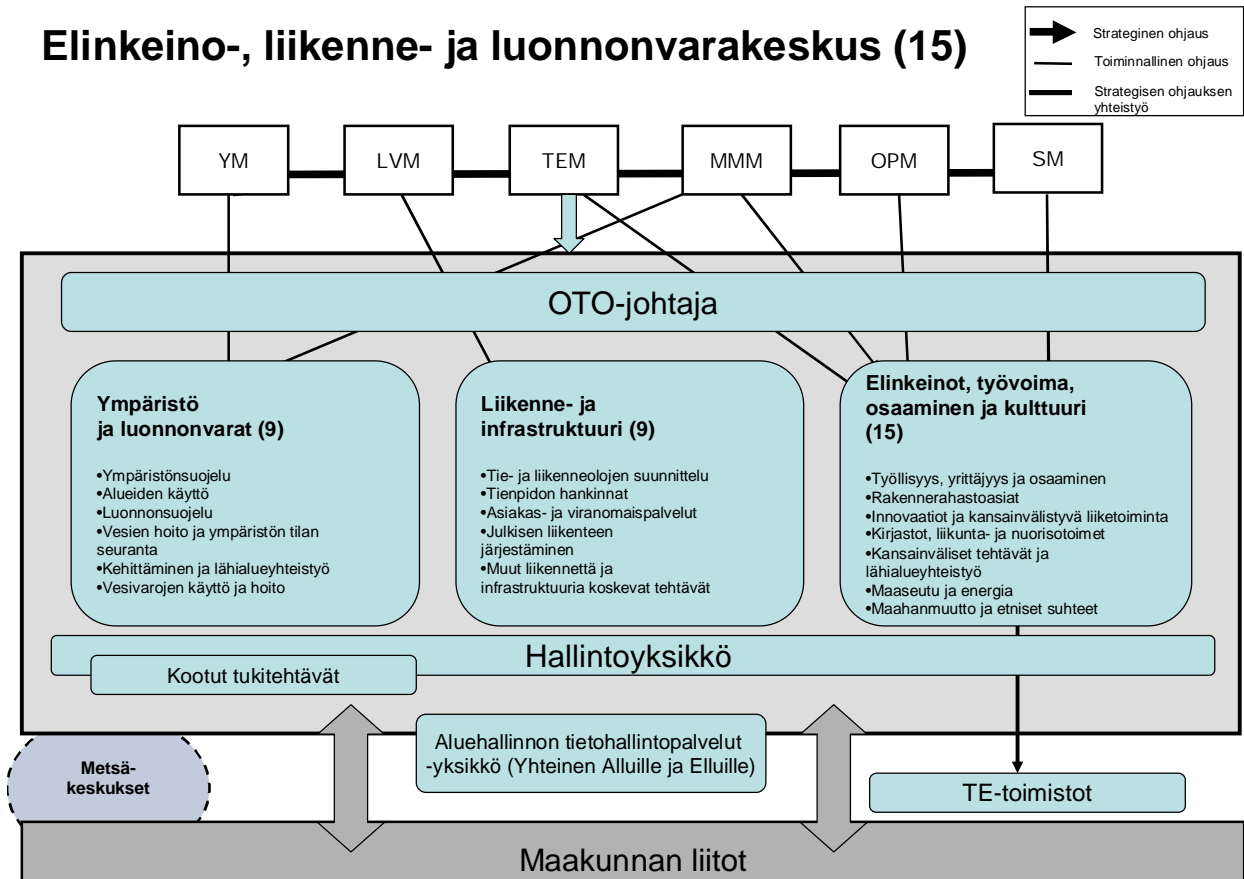 Elinkeino-, liikenne- ja luonnonvarakeskus (15)
Strateginen ohjaus
Toiminnallinen ohjaus
Strategisen ohjauksen
yhteistyö
YM
LVM
TEM
MMM
OPM
SM
OTO-johtaja
Ympäristö
ja luonnonvarat (9)
•Ympäristönsuojelu
•Alueiden käyttö
•Luonnonsuojelu
•Vesien hoito ja ympäristön tilan
seuranta
•Kehittäminen ja lähialueyhteistyö
•Vesivarojen käyttö ja hoito
Liikenne- ja
infrastruktuuri (9)
•Tie- ja liikenneolojen suunnittelu
•Tienpidon hankinnat
•Asiakas- ja viranomaispalvelut
•Julkisen liikenteen
järjestäminen
•Muut liikennettä ja
infrastruktuuria koskevat tehtävät
Elinkeinot, työvoima,
osaaminen ja kulttuuri
(15)
•Työllisyys, yrittäjyys ja osaaminen
•Rakennerahastoasiat
•Innovaatiot ja kansainvälistyvä liiketoiminta
•Kirjastot, liikunta- ja nuorisotoimet
•Kansainväliset tehtävät ja
lähialueyhteistyö
•Maaseutu ja energia
•Maahanmuutto ja etniset suhteet
Hallintoyksikkö
Kootut tukitehtävät
Aluehallinnon tietohallintopalvelut
-yksikkö (Yhteinen Alluille ja Elluille)
Metsä-
keskukset
TE-toimistot
Maakunnan liitot